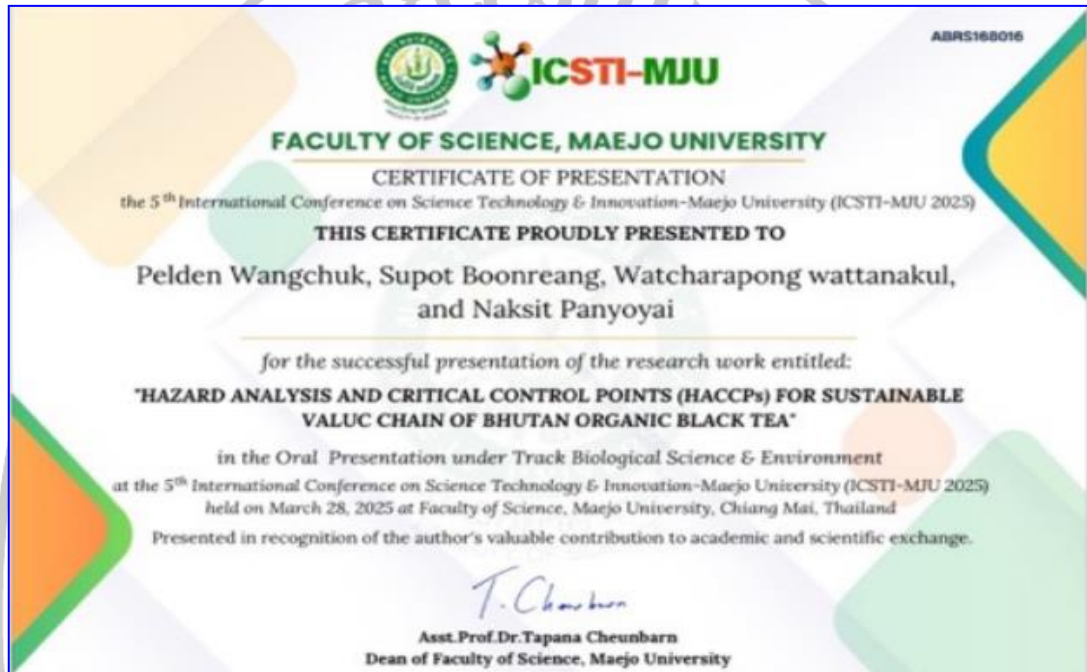 ABRS168016
ICSTI-MJU
FACULTY OF SCIENCE, MAEJO UNIVERSITY
CERTIFICATE OF PRESENTATION
the 5th International Conference on Science Technology & Innovation-Maejo University (ICSTI-MJU 2025)
THIS CERTIFICATE PROUDLY PRESENTED TO
Pelden Wangchuk, Supot Boonreang, Watcharapong wattanakul,
and Naksit Panyoyai
for the successful presentation of the research work entitled:
"HAZARD ANALYSIS AND CRITICAL CONTROL POINTS (HACCPs) FOR SUSTAINABLE
VALUC CHAIN OF BHUTAN ORGANIC BLACK TEA"
in the Oral Presentation under Track Biological Science & Environment
at the 5th International Conference on Science Technology & Innovation-Maejo University (ICSTI-MJU 2025)
held on March 28, 2025 at Faculty of Science, Maejo University, Chiang Mai, Thailand
Presented in recognition of the author's valuable contribution to academic and scientific exchange.
Asst.Prof.Dr.Tapana Cheunbarn
Dean of Faculty of Science, Maejo University